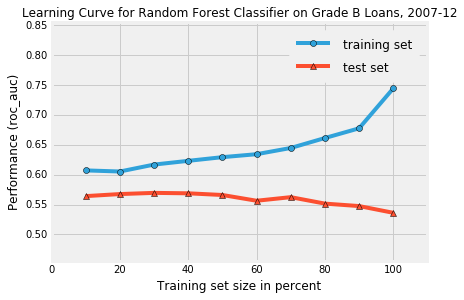 Learning Curve for Random Forest Classifier on Grade B Loans, 2007-12
0.85
0.80
0.75
0.70
0.65
0.60
0.55
0.50
Performance (roc_auc)
training set
test set
0 20 40 60 80 100
Training set size in percent